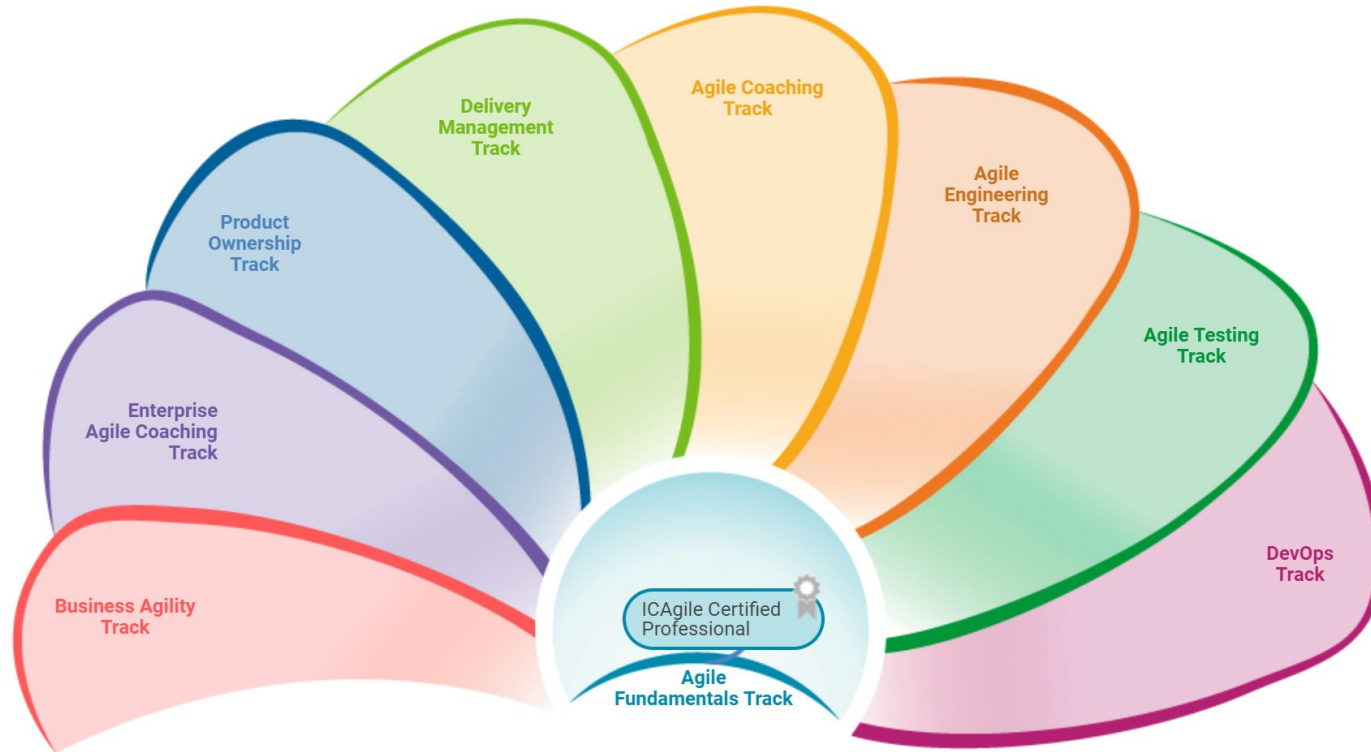 Agile Coaching
Track
Delivery
Management
Track
Agile
Engineering
Track
Product
Ownership
Track
Agile Testing
Track
Enterprise
Agile Coaching
Track
DevOps
Track
Business Agility
Track
ICAgile Certified
Professional
Agile
Fundamentals Track